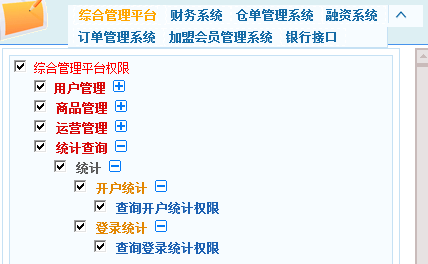 综合管理平台 财务系统 仓单管理系统 融资系统
订单管理系统 加盟会员管理系统 银行接口
综合管理平台权限
用户管理
商品管理
运营管理
统计查询
统计
开户统计
查询开户统计权限
登录统计
查询登录统计权限